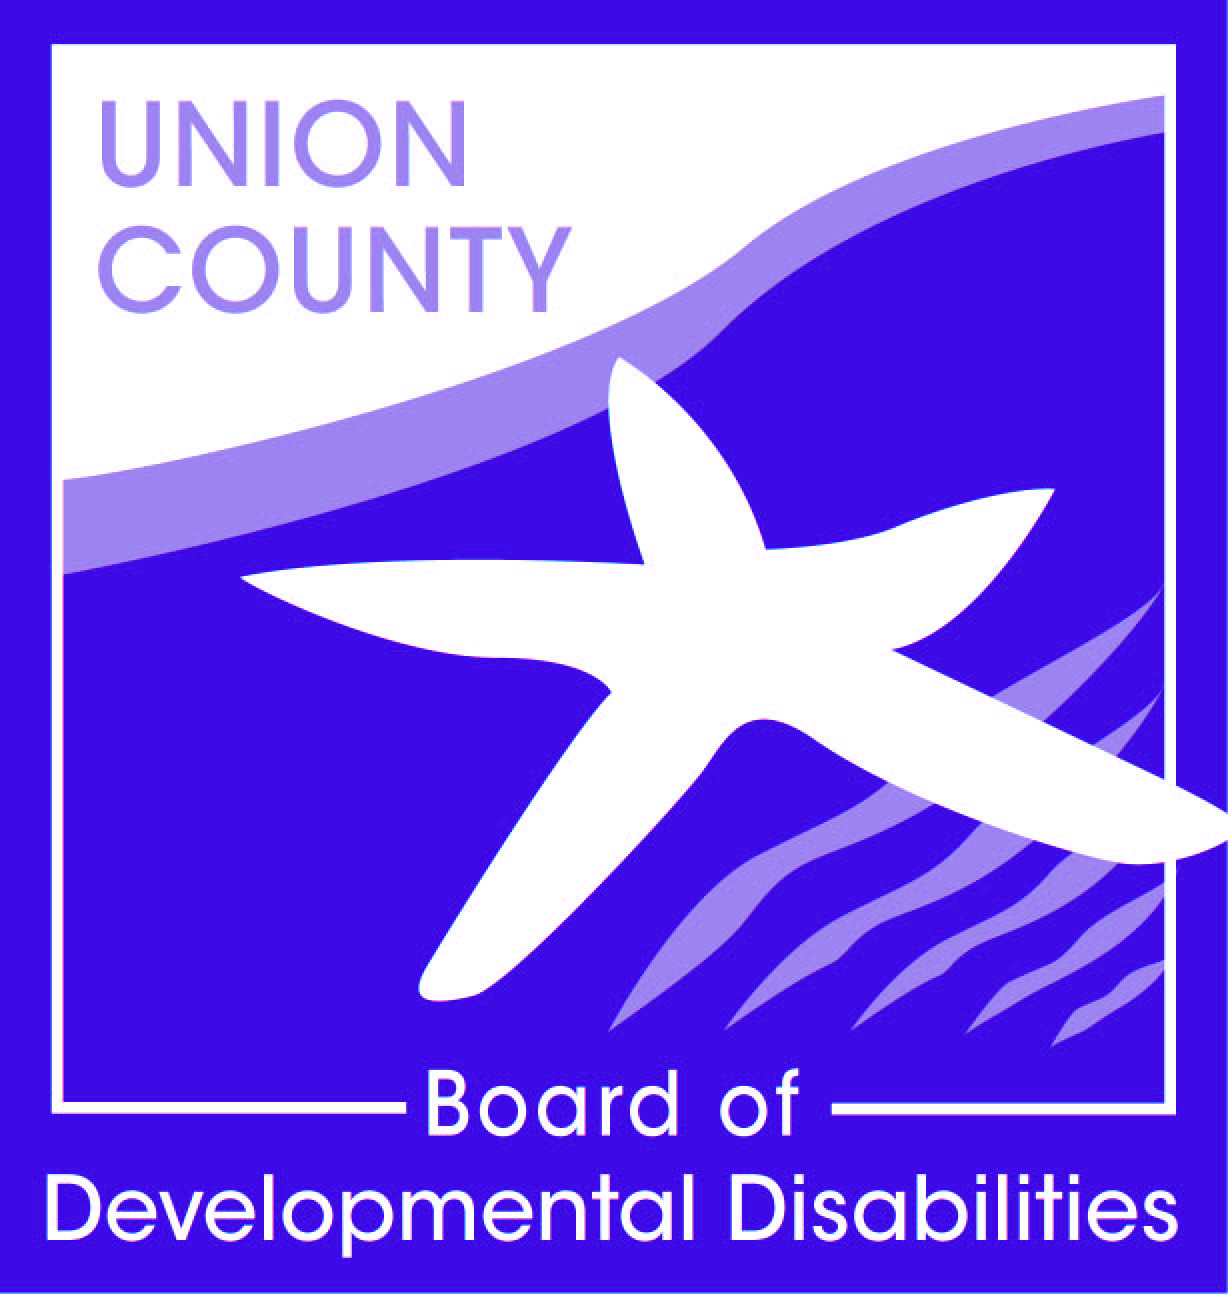 UNION
COUNTY
Board of
Developmental Disabilities